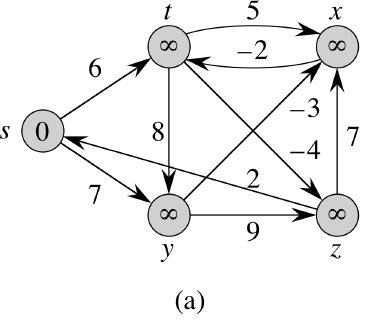 t 5 x
∞ ∞
−2
6
s 0 8 −3
−4 7
7 2
∞ 9 ∞
y z
(a)